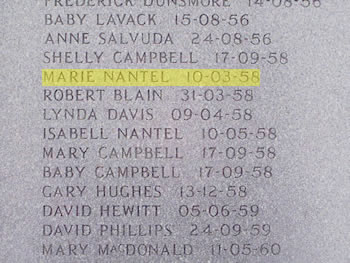 FREDERICK DUNSMORE 14-08-56
BABY LAVACK 15-08-56
ANNE SALVUDA 24-08-56
SHELLY CAMPBELL 17-09-58
MARIE NANTEL 10-03-58
ROBERT BLAIN 31-03-58
LYNDA DAVIS 09-04-58
ISABELL NANTEL 10-05-58
MARY CAMPBELL 17-09-58
BABY CAMPBELL 17-09-58
GARY HUGHES 13-12-58
DAVID HEWITT 05-06-59
DAVID PHILLIPS 24-09-59
MARY MACDONALD 11-05-60